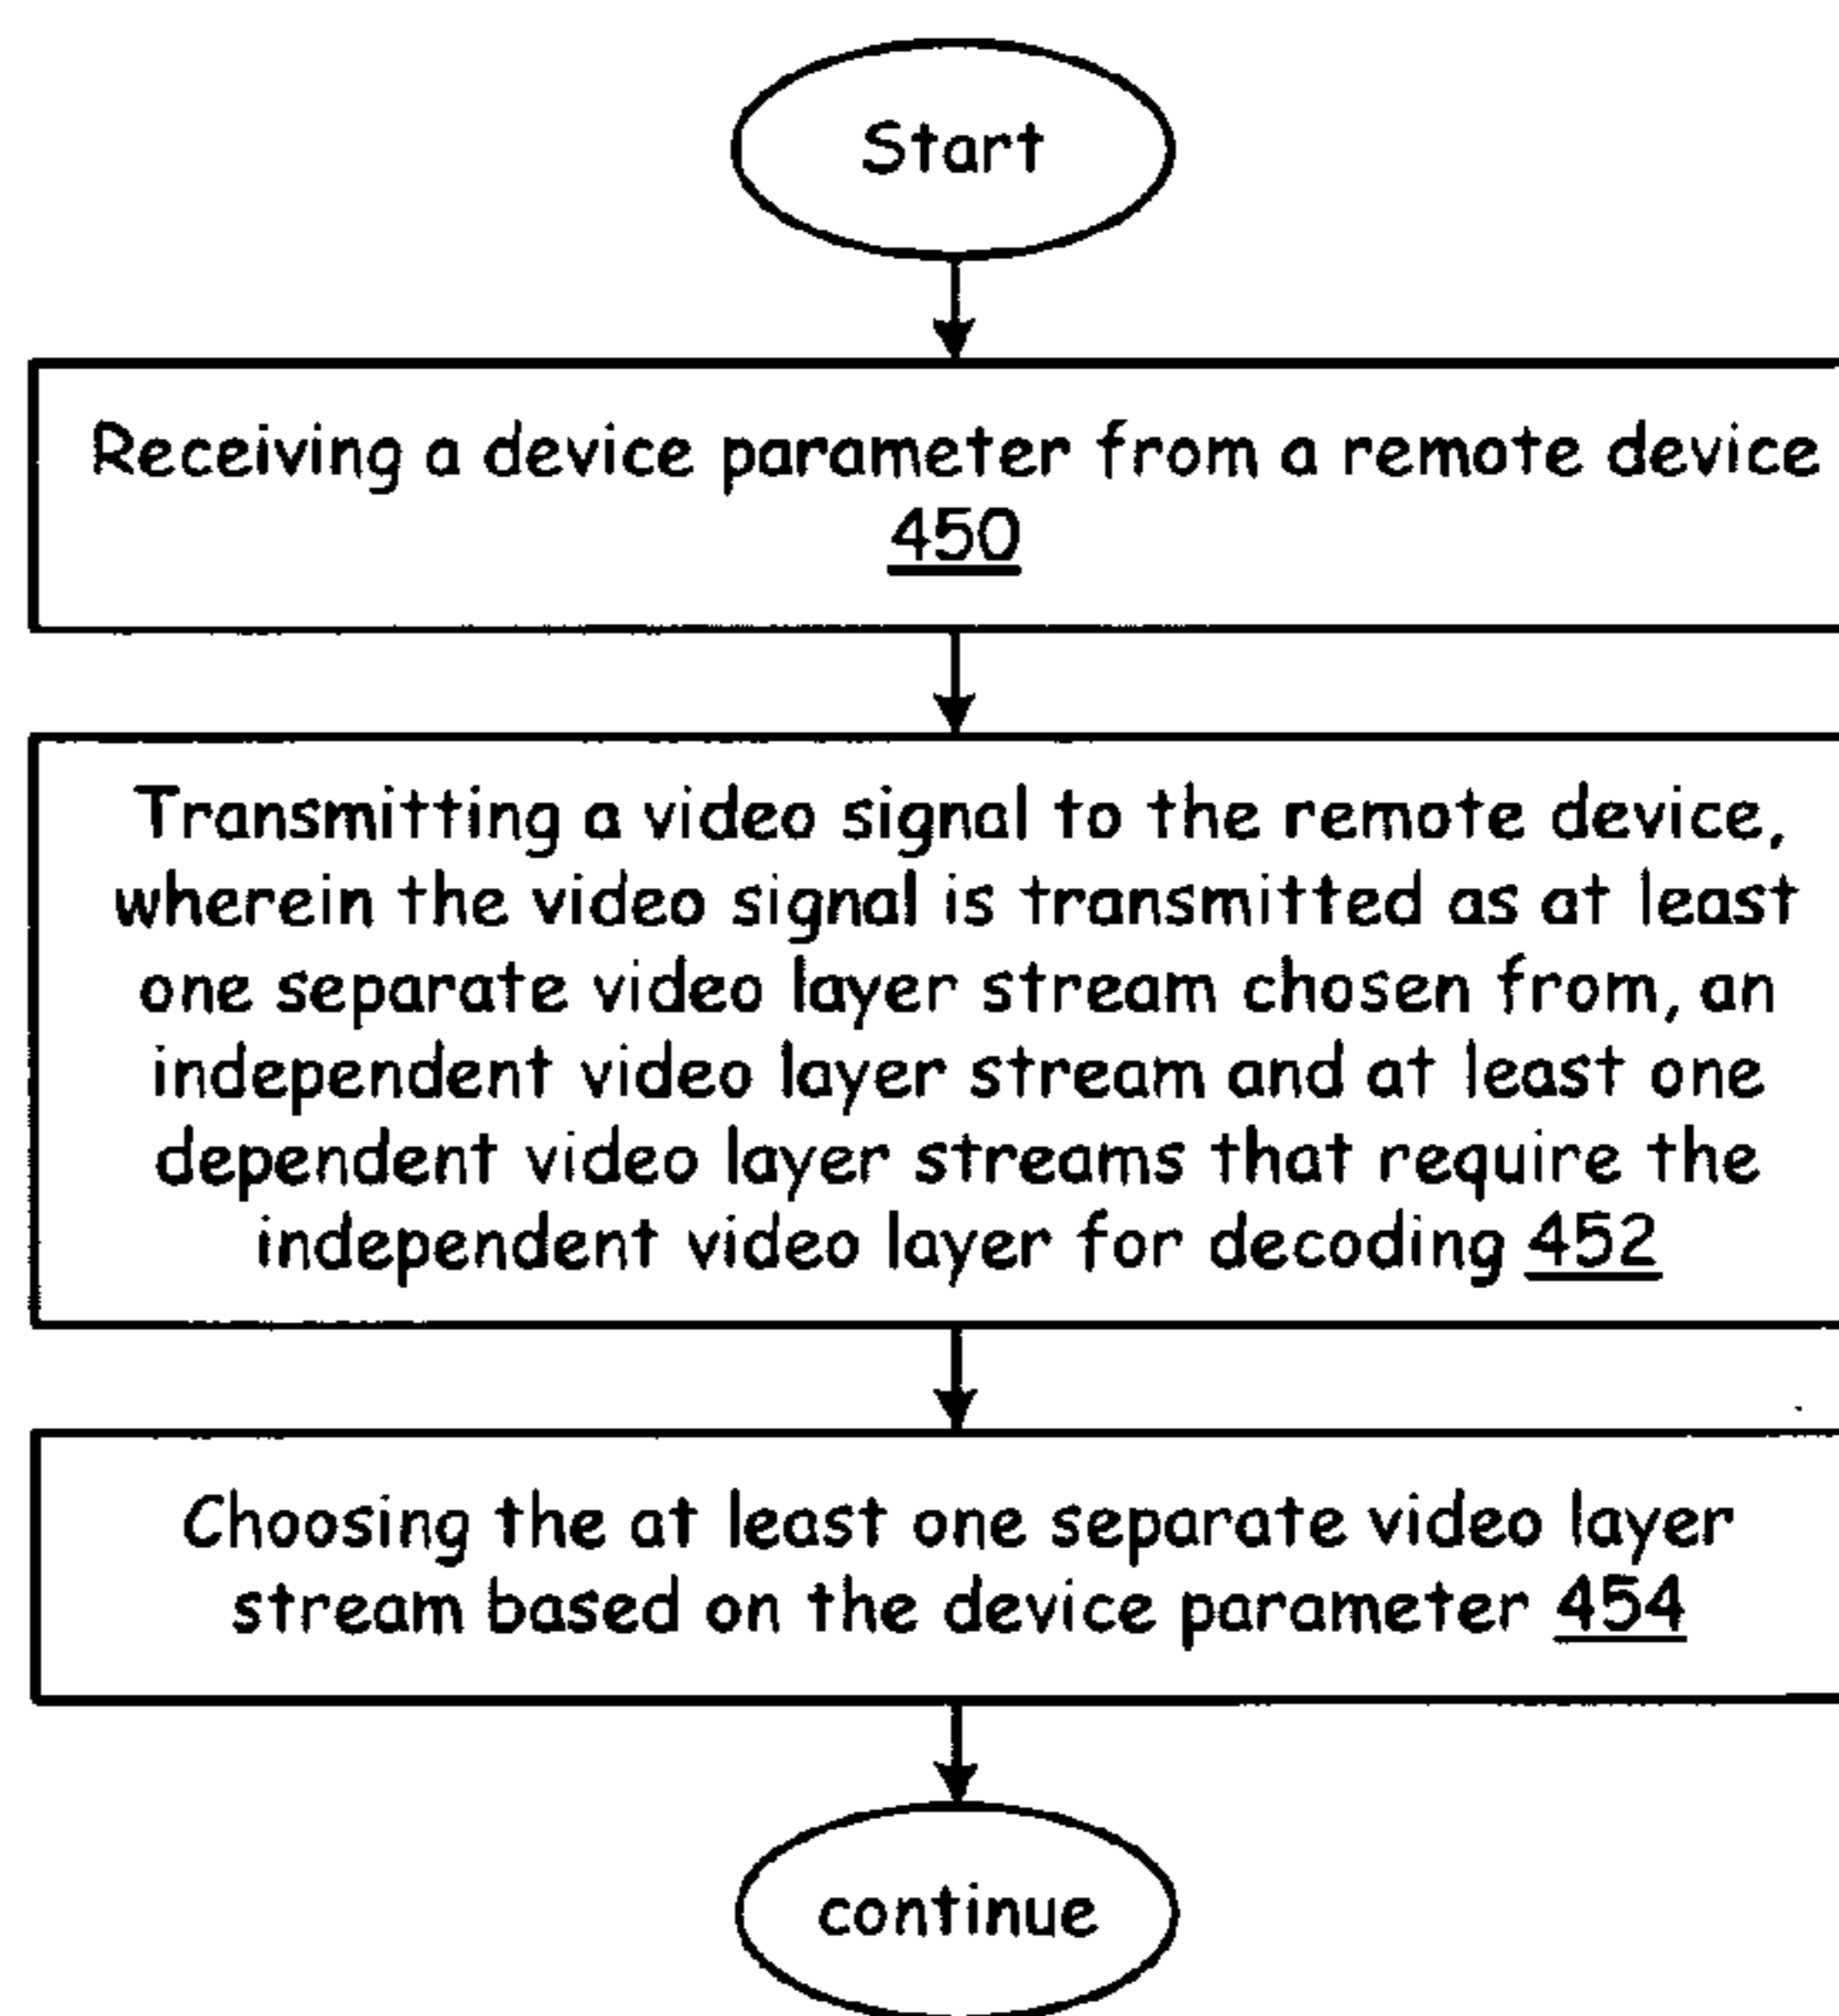 Start
Receiving a device parameter from a remote device
450
Transmitting a video signal to the remote device,
wherein the video signal is transmitted as at least
one separate video layer stream chosen from, an
independent video layer stream and at least one
dependent video layer streams that require the
independent video layer for decoding 452
Choosing the at least one separate video layer
stream based on the device parameter 454
continue